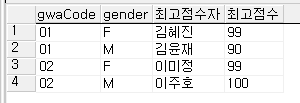 gwaCode gender 최고점수자 최고점수
1 01 F 김혜진 99
2 01 M 김윤재 90
3 02 F 이미정 99
4 02 M 이주호 100